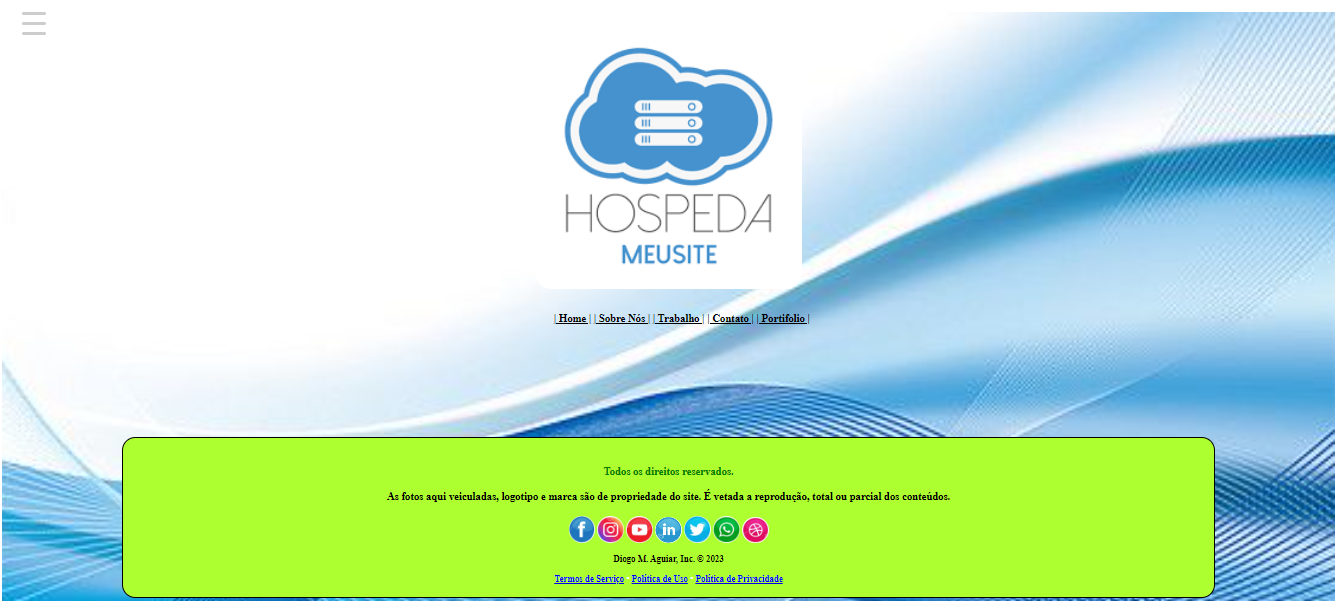 HOSPEDA
MEUSITE
| Home | | Sobre Nós | | Trabalho | | Contato | | Portifolio |
Todos os direitos reservados.
As fotos aqui veiculadas, logotipo e marca são de propriedade do site. É vetada a reprodução, total ou parcial dos conteúdos.
Diogo M. Aguiar, Inc. © 2023
Termos de Serviço - Política de Uso - Política de Privacidade